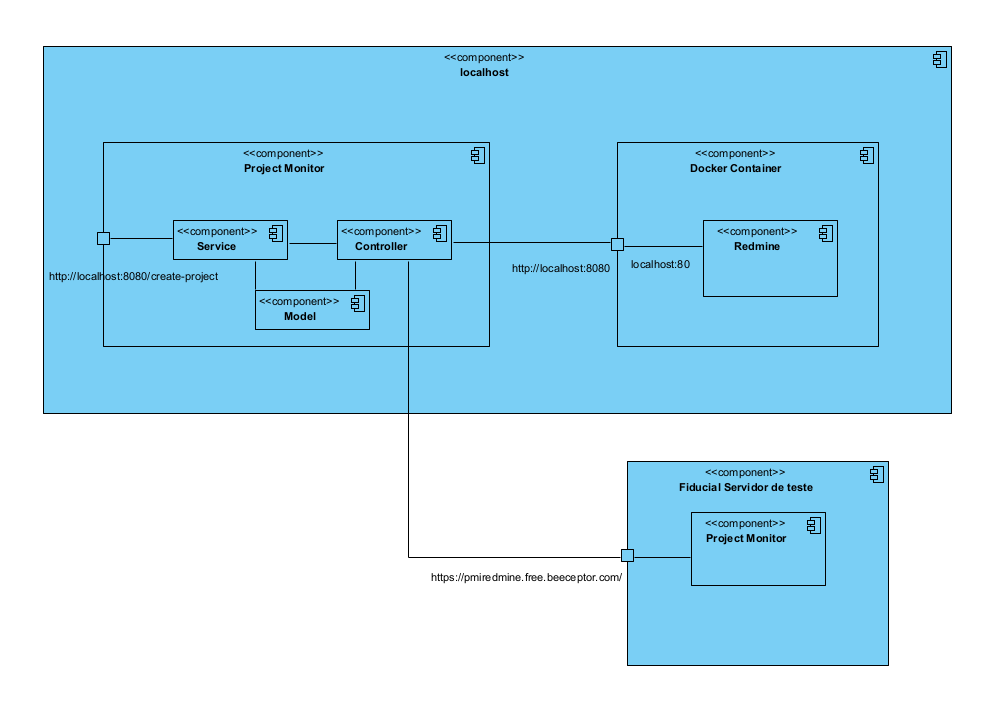 <<component>>
localhost
<<component>>
Project Monitor
<<component>>
Docker Container
<<component>>
Service
<<component>>
Controller
<<component>>
Redmine
http://localhost:8080/create-project
http://localhost:8080
localhost:80
<<component>>
Model
<<component>>
Fiducial Servidor de teste
<<component>>
Project Monitor
https://pmiredmine.free.beeceptor.com/